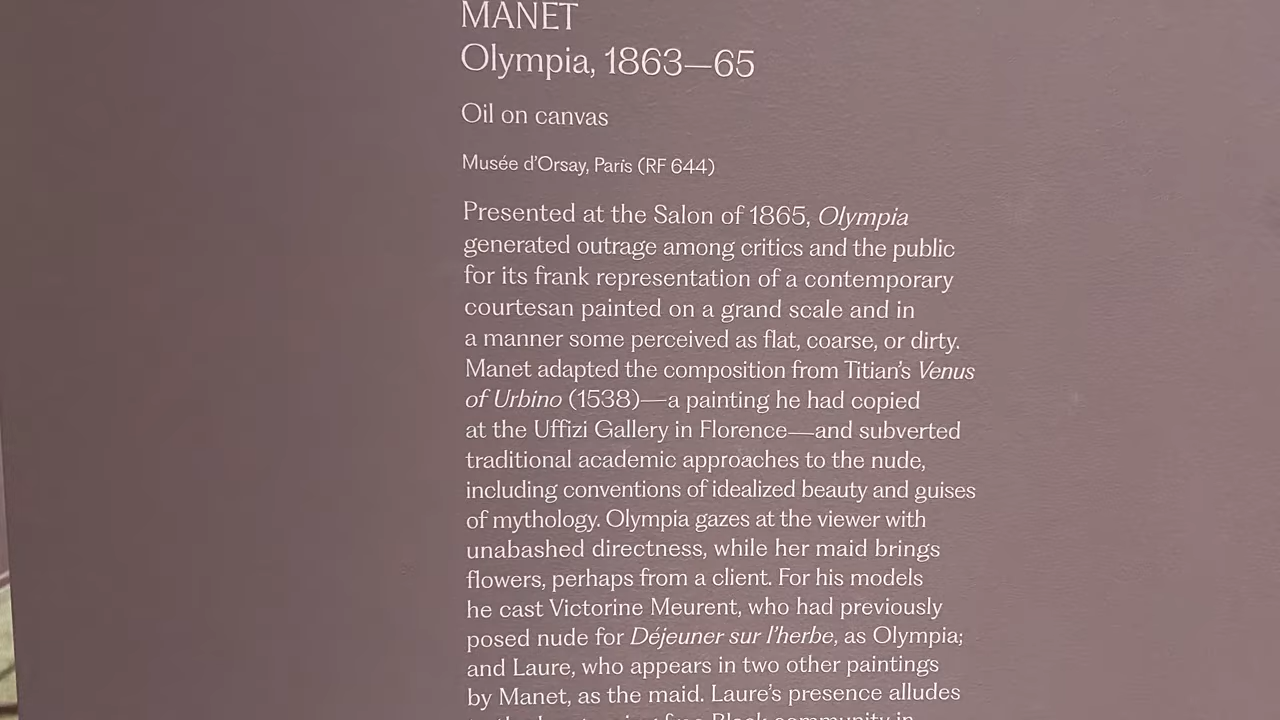 MANET
Olympia, 1863—65
Oil on canvas
Musée d'Orsay, Paris (RF 644)
Presented at the Salon of 1865, Olympia
generated outrage among critics and the public
for its frank representation of a contemporary
courtesan painted on a grand scale and in
a manner some perceived as flat, coarse, or dirty.
Manet adapted the composition from Titian's Venus
of Urbino (1538)—a painting he had copied
at the Uffizi Gallery in Florence—and subverted
traditional academic approaches to the nude,
including conventions of idealized beauty and guises
of mythology. Olympia gazes at the viewer with
unabashed directness, while her maid brings
flowers, perhaps from a client. For his models
he cast Victorine Meurent, who had previously
posed nude for Déjeuner sur l'herbe, as Olympia;
and Laure, who appears in two other paintings
by Manet, as the maid. Laure's presence alludes
free Black community in